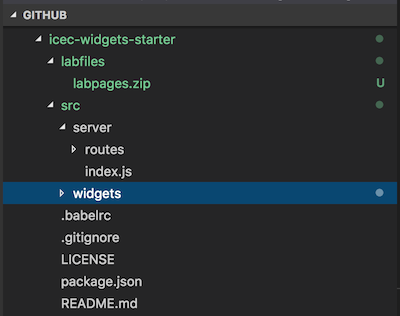 GITHUB
icec-widgets-starter
labfiles
labpages.zip U
src
server
routes
index.js
widgets
.babelrc
.gitignore
LICENSE
package.json
README.md